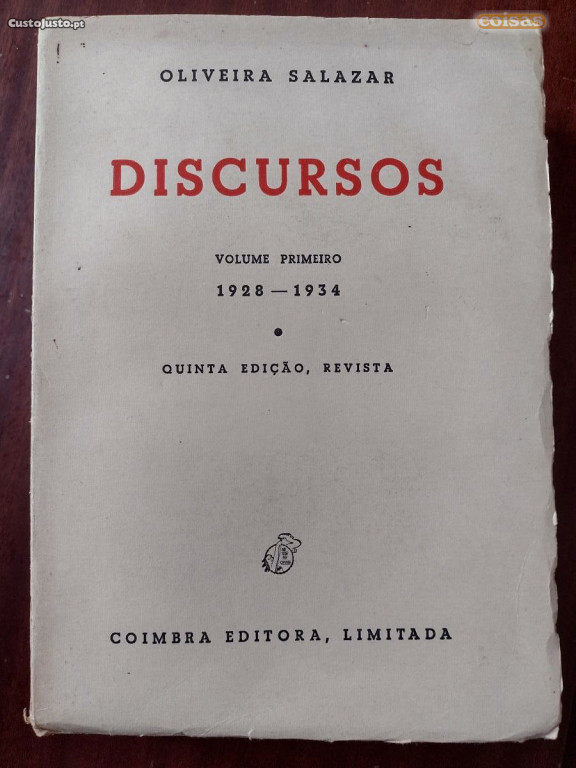 CustoJusto.pt
coisas
OLIVEIRA SALAZAR
DISCURSOS
VOLUME PRIMEIRO
1928 — 1934
•
QUINTA EDIÇÃO, REVISTA
COIMBRA EDITORA, LIMITADA